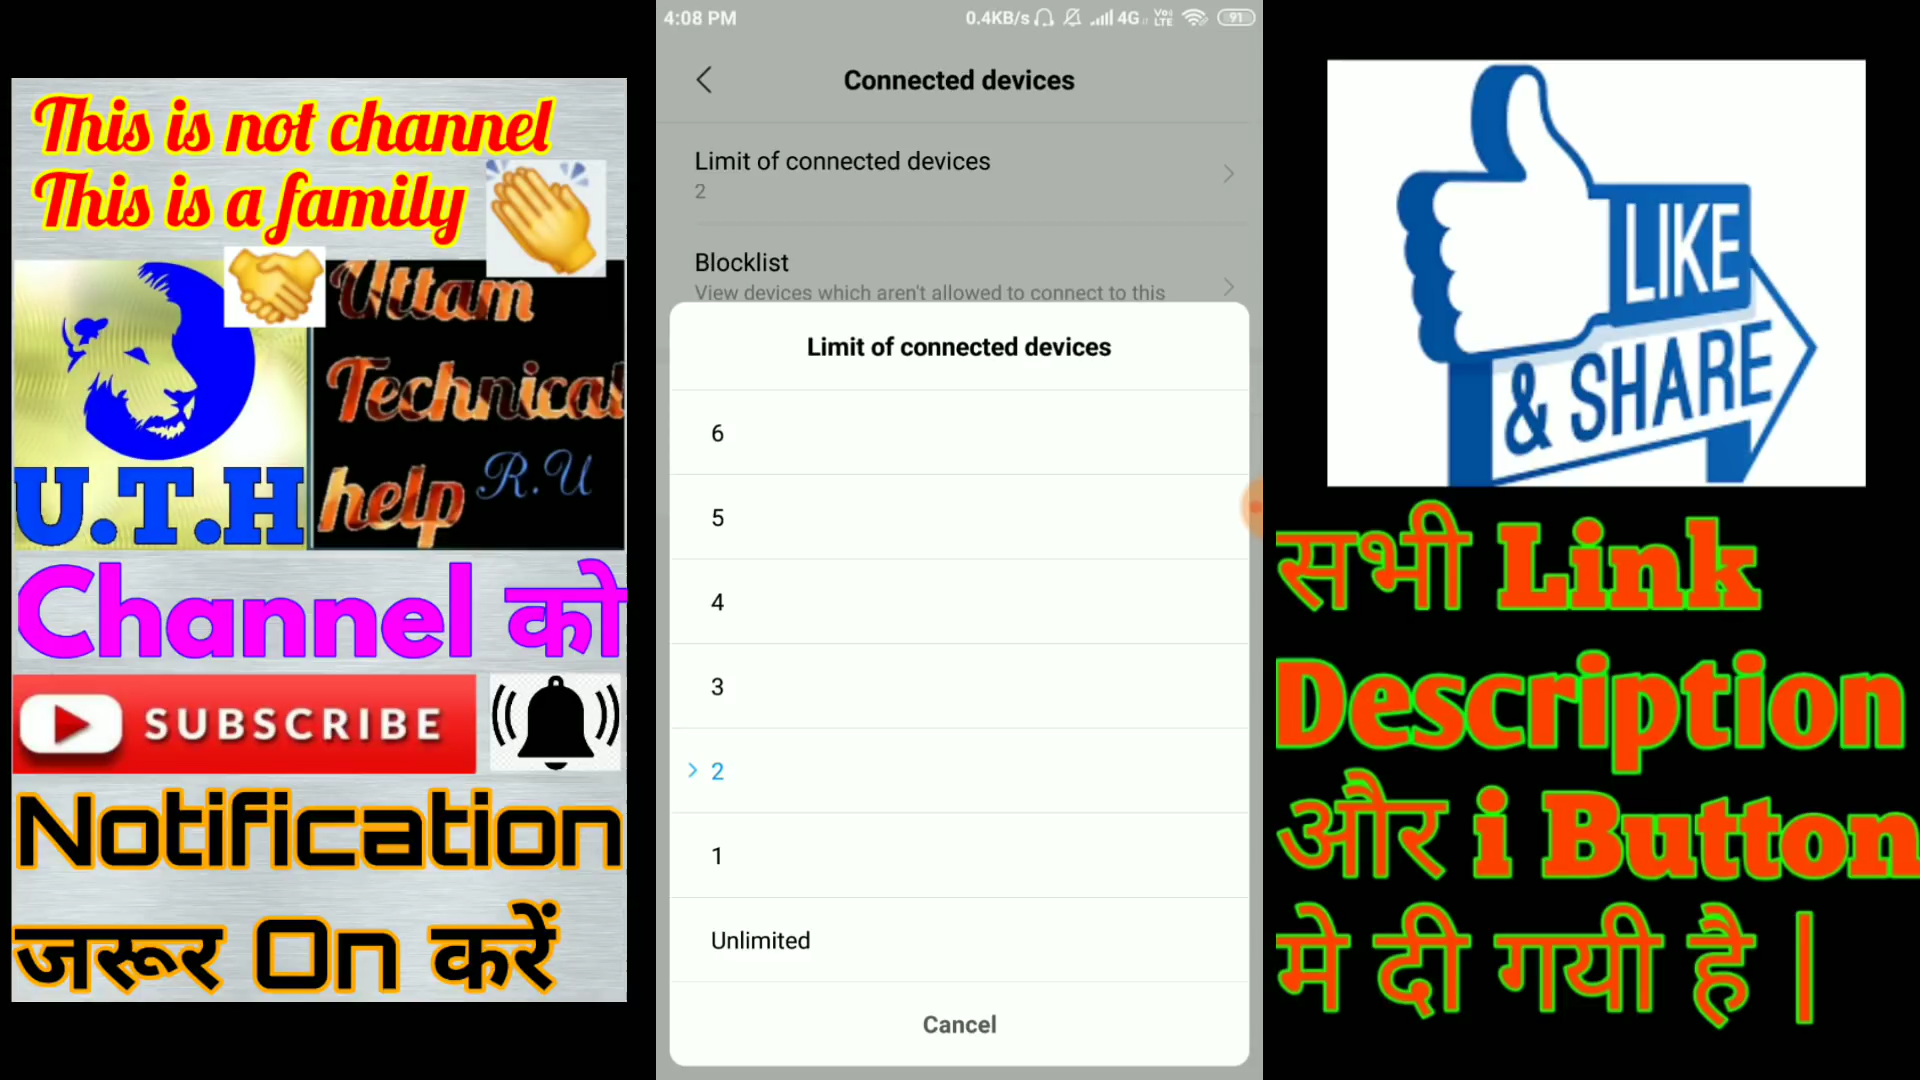 This is not channel
This is a family
Uttam
Technical
help R.U
U.T.H
Channel को
SUBSCRIBE
Notification
जरूर On करें
4:08 PM
0.4KB/s 4G Vo LTE 91
Connected devices
Limit of connected devices
2
Blocklist
View devices which aren't allowed to connect to this
Limit of connected devices
6
5
4
3
2
1
Unlimited
Cancel
LIKE
& SHARE
सभी Link
Description
और i Button
मे दी गयी है |